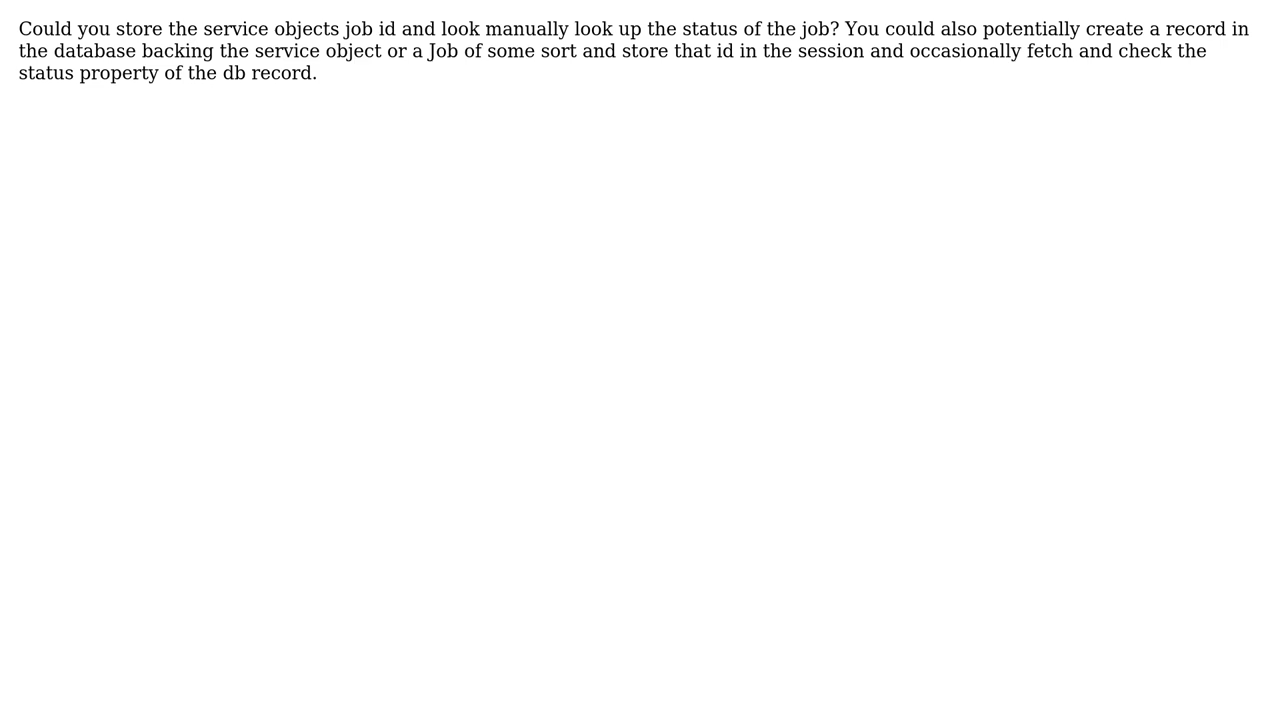 Could you store the service objects job id and look manually look up the status of the job? You could also potentially create a record in
the database backing the service object or a Job of some sort and store that id in the session and occasionally fetch and check the
status property of the db record.